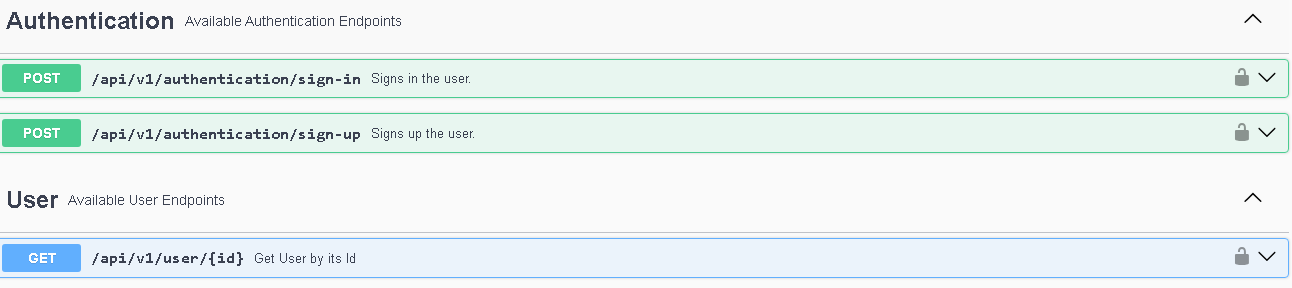 Authentication Available Authentication Endpoints
POST /api/v1/authentication/sign-in Signs in the user.
POST /api/v1/authentication/sign-up Signs up the user.
User Available User Endpoints
GET /api/v1/user/{id} Get User by its Id